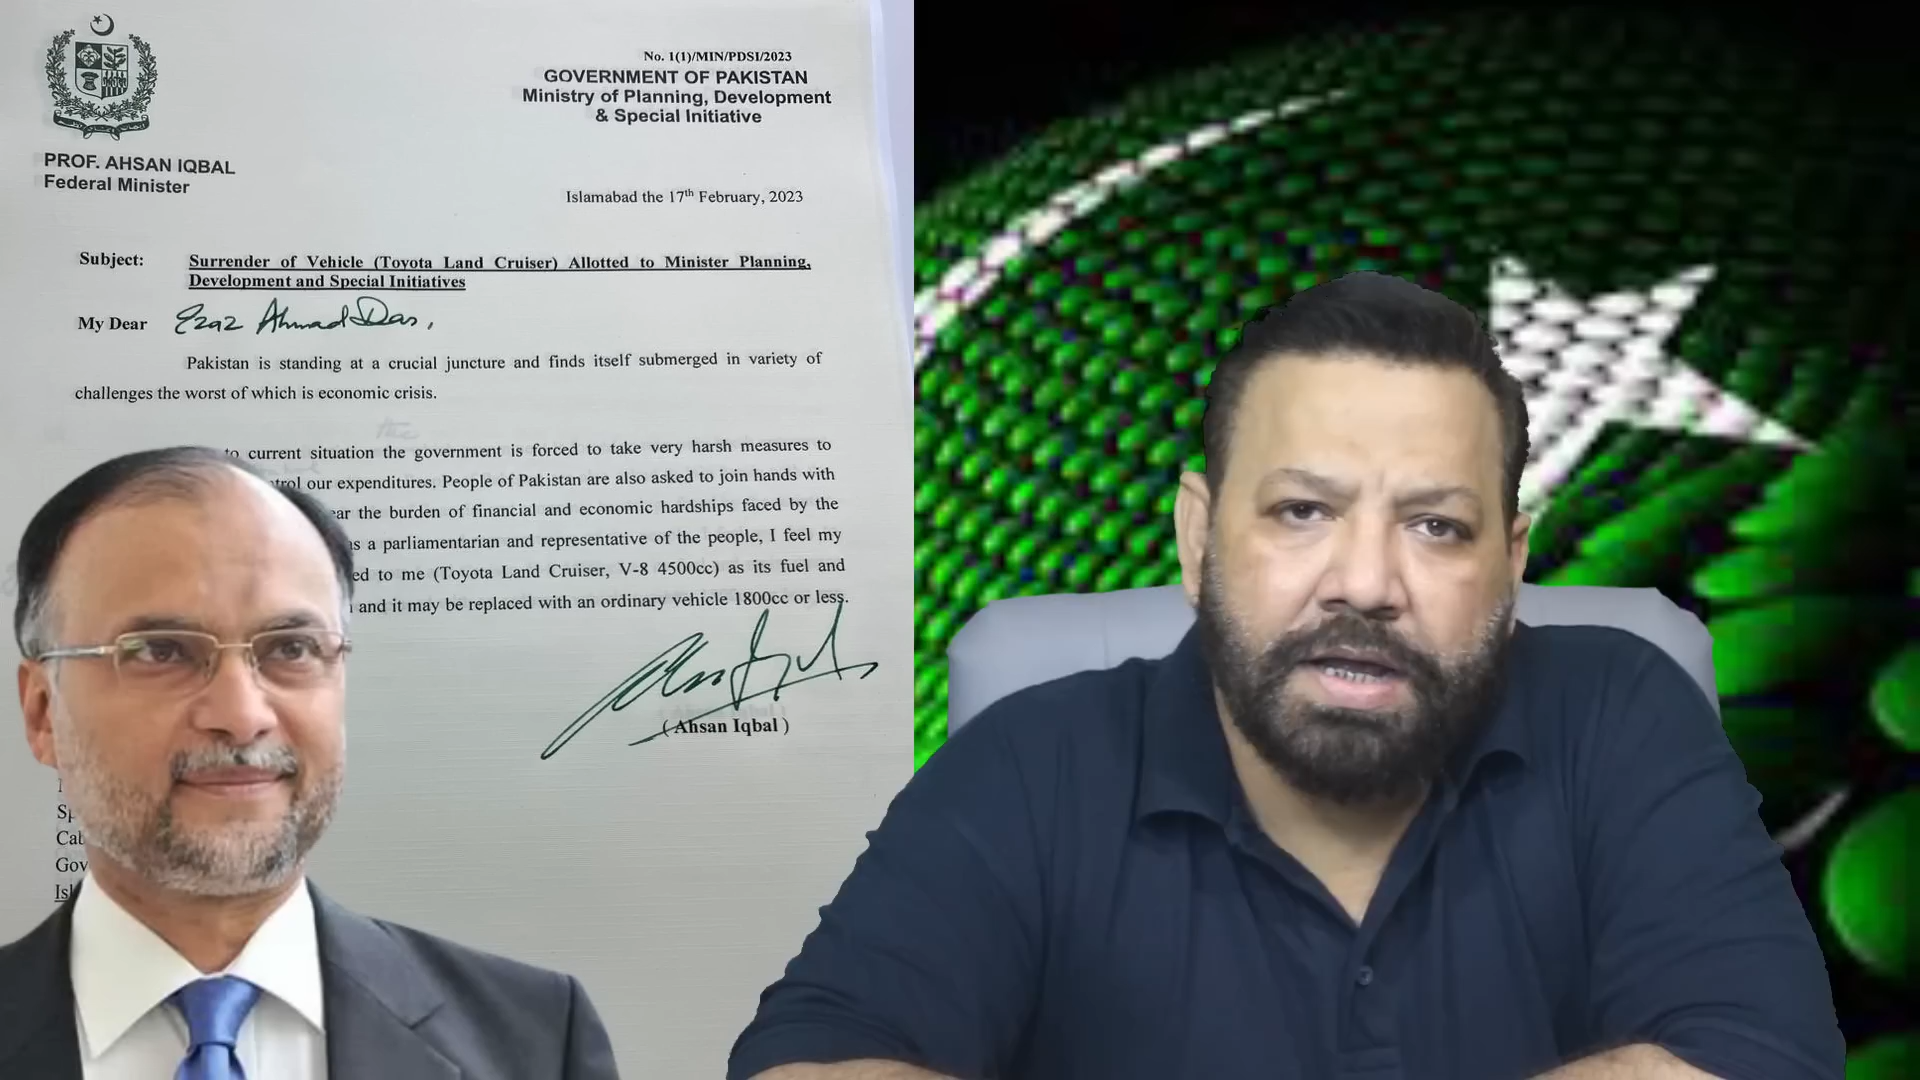 No. 1(1)/MIN/PDSI/2023
GOVERNMENT OF PAKISTAN
Ministry of Planning, Development
& Special Initiative
PROF. AHSAN IQBAL
Federal Minister
Islamabad the 17th February, 2023
Subject: Surrender of Vehicle (Toyota Land Cruiser) Allotted to Minister Planning,
Development and Special Initiatives
My Dear Ezaz Ahmad Dar,
Pakistan is standing at a crucial juncture and finds itself submerged in variety of
challenges the worst of which is economic crisis.
the
to current situation the government is forced to take very harsh measures to
our expenditures. People of Pakistan are also asked to join hands with
the burden of financial and economic hardships faced by the
a parliamentarian and representative of the people, I feel my
to me (Toyota Land Cruiser, V-8 4500cc) as its fuel and
and it may be replaced with an ordinary vehicle 1800cc or less.
(Ahsan Iqbal)